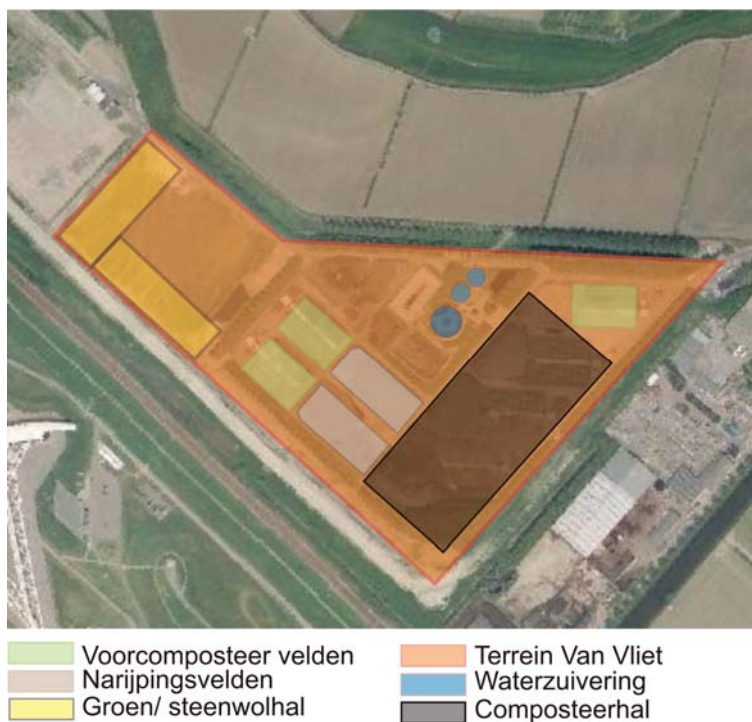 Voorcomposteer velden
Narijpingsvelden
Groen/ steenwolhal
Terrein Van Vliet
Waterzuivering
Composteerhal